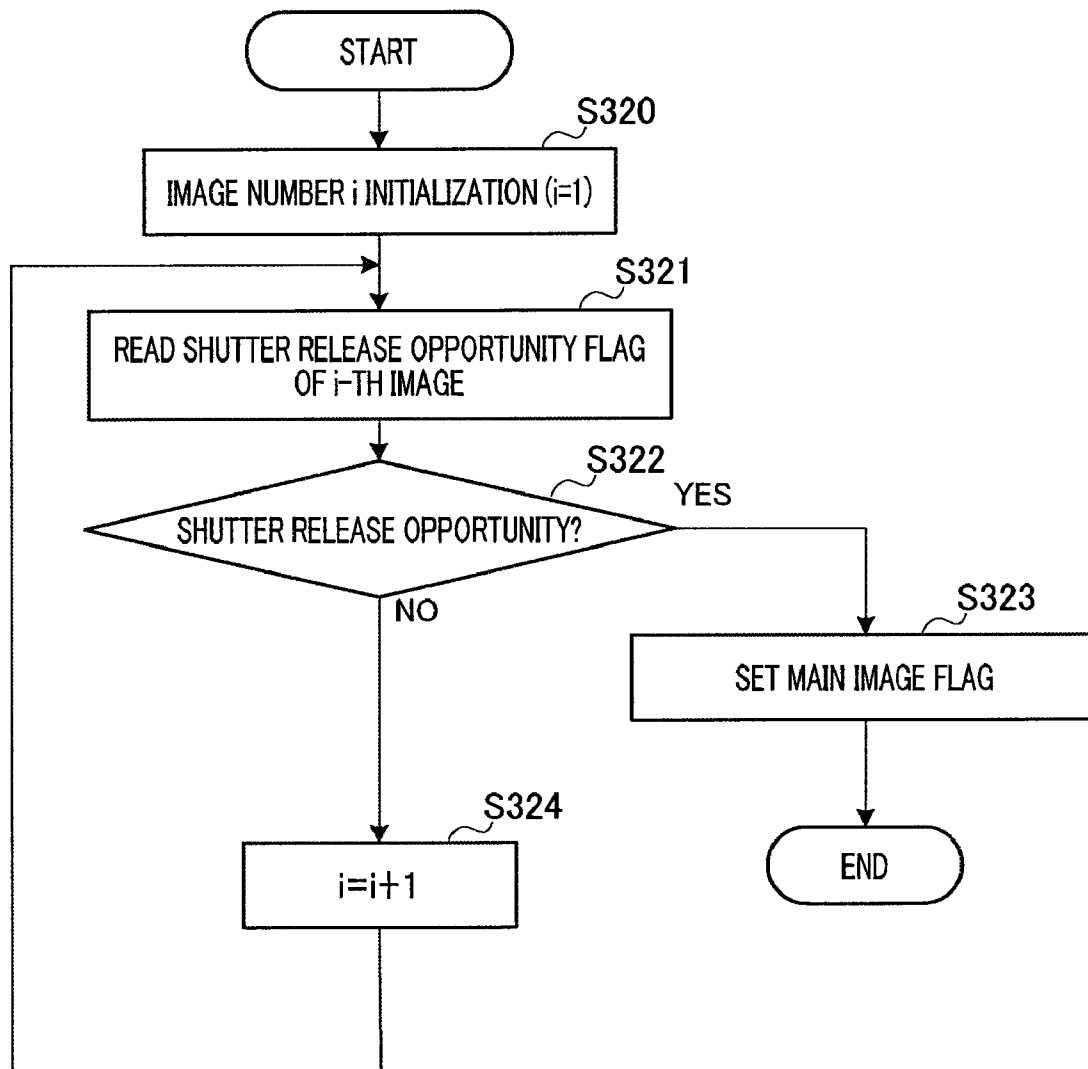 START
S320
IMAGE NUMBER i INITIALIZATION (i=1)
S321
READ SHUTTER RELEASE OPPORTUNITY FLAG
OF i-TH IMAGE
S322
SHUTTER RELEASE OPPORTUNITY?
YES
NO
S323
SET MAIN IMAGE FLAG
S324
i=i+1
END